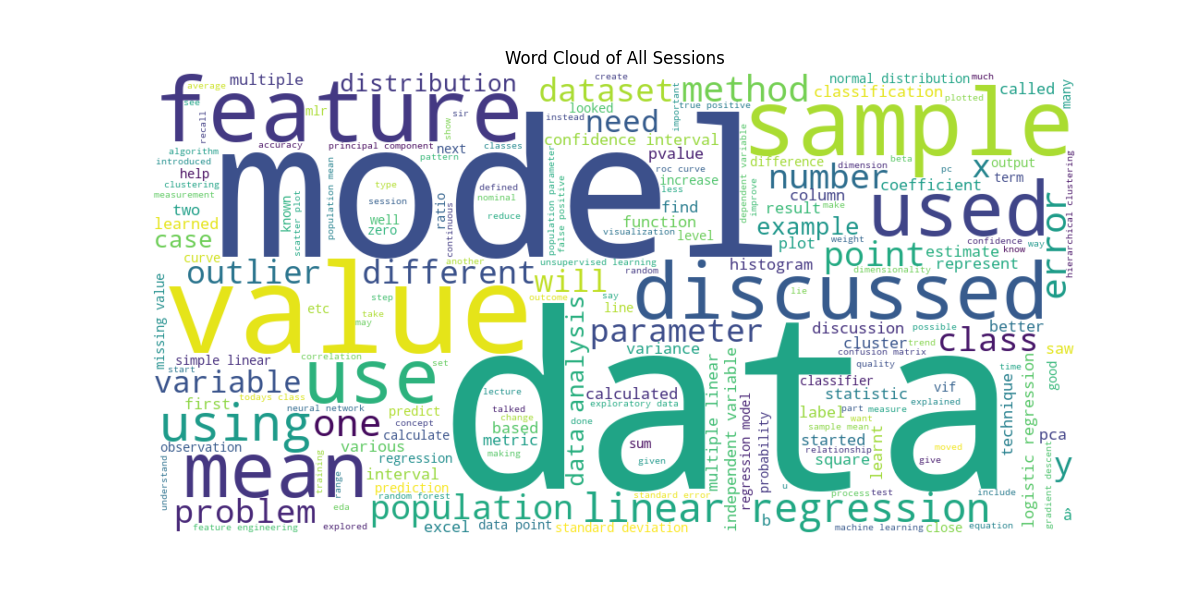 Word Cloud of All Sessions
average
see
multiple
distribution
create
dataset
method
normal distribution
much
called
many
feature
mlr
sir
show
looked
important
true positive
classification
plotted
recall
instead
need
sample
accuracy
principal component
next
classes
confidence interval
algorithm
introduced
pattern
pvalue
roc curve
dependent variable
difference
dimension
beta
x
output
help
clustering
measurement
model
type
defined
session
nominal
population mean
scatter plot
known
ratio
continuous
well
zero
reduce
population parameter
false positive
increase
less
find
improve
number
coefficient
pc
term
column
two
learned
case
function
visualization
level
result
make
example
used
error
hierarchical clustering
curve
another
unsupervised learning
random
plot
weight
point
confidence
know
way
estimate
represent
outlier
different
will
histogram
dimensionality
missing value
value
etc
step
take
may
outcome
say
line
discussed
lie
simple linear
start
correlation
set
data analysis
parameter
variance
discussion
possible
better
cluster
trend
confusion matrix
class
saw
time
good
variable
todays class
use
lecture
calculated
exploratory data
quality
classifier
statistic
vif
explained
first
neural network
predict
talked
change
based
done
data
multiple linear
independent variable
regression model
probability
label
part
measure
want
sample mean
technique
logistic regression
using
one
concept
calculate
metric
making
sum
given
started
relationship
square
learnt
moved
give
pca
observation
various
regression
understand
mean
training
range
interval
prediction
random forest
standard error
u
process
test
include
y
gradient descent
problem
eda
population
linear
regression
b
â
feature engineering
explored
excel
data point
standard deviation
machine learning
close
equation